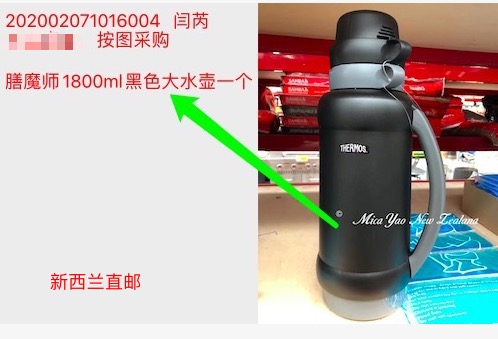 202002071016004 闫芮
按图采购
膳魔师1800ml黑色大水壶一个
THERMOS.
© Mica Yao New Zealand
新西兰直邮